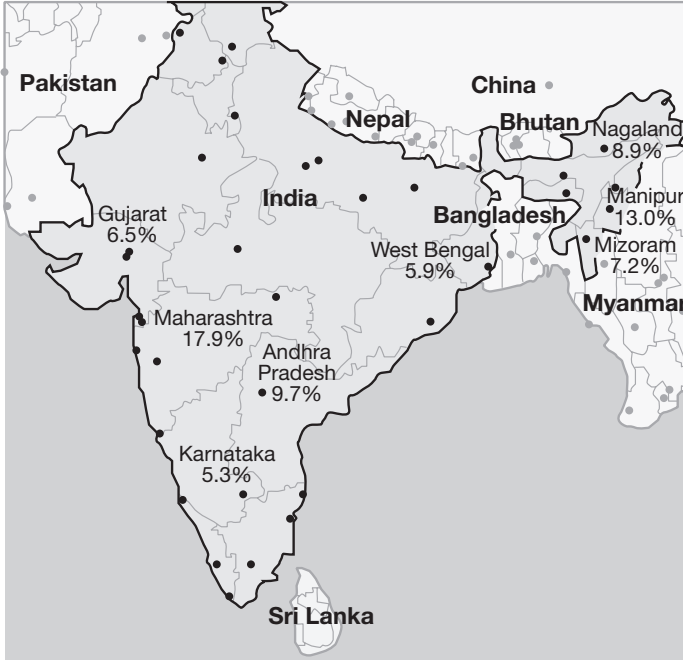 Pakistan
China
Nepal
Bhutan
Nagaland
8.9%
India
Gujarat
6.5%
Bangladesh
Manipur
13.0%
West Bengal
5.9%
Mizoram
7.2%
Maharashtra
17.9%
Myanmar
Andhra
Pradesh
9.7%
Karnataka
5.3%
Sri Lanka